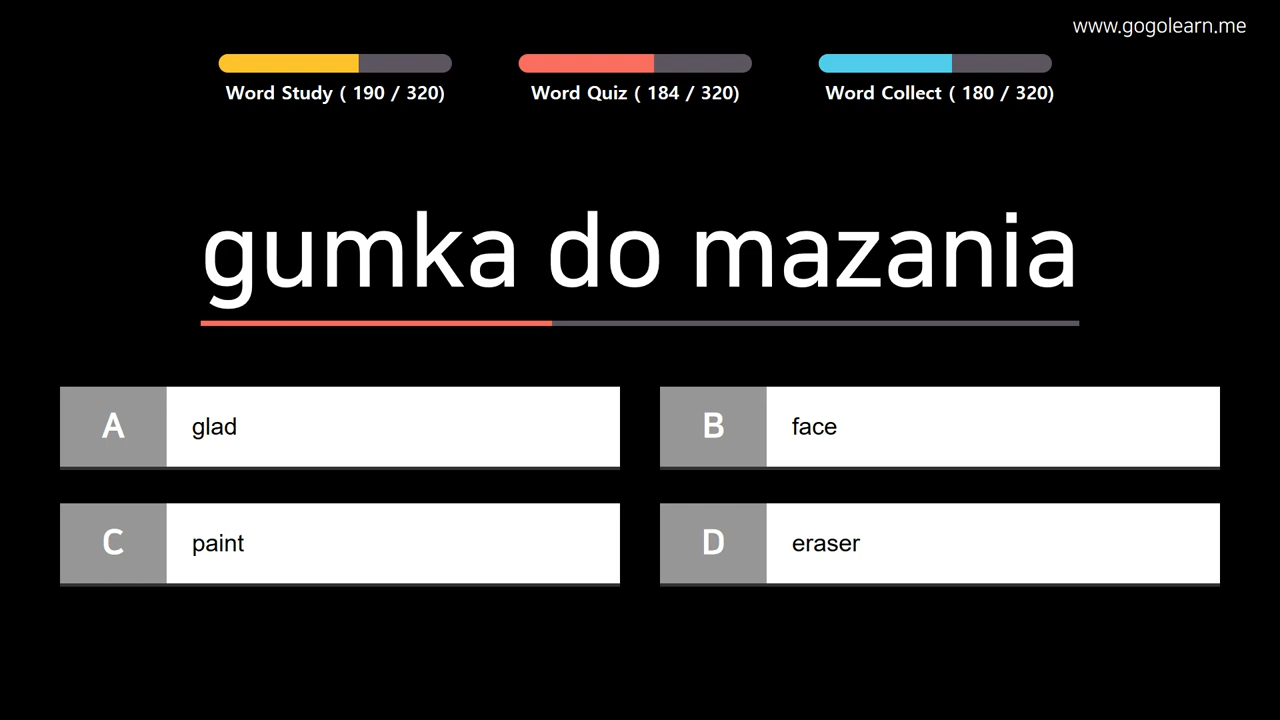 www.gogolearn.me
Word Study ( 190 / 320)
Word Quiz ( 184 / 320)
Word Collect ( 180 / 320)
gumka do mazania
A
glad
B
face
C
paint
D
eraser